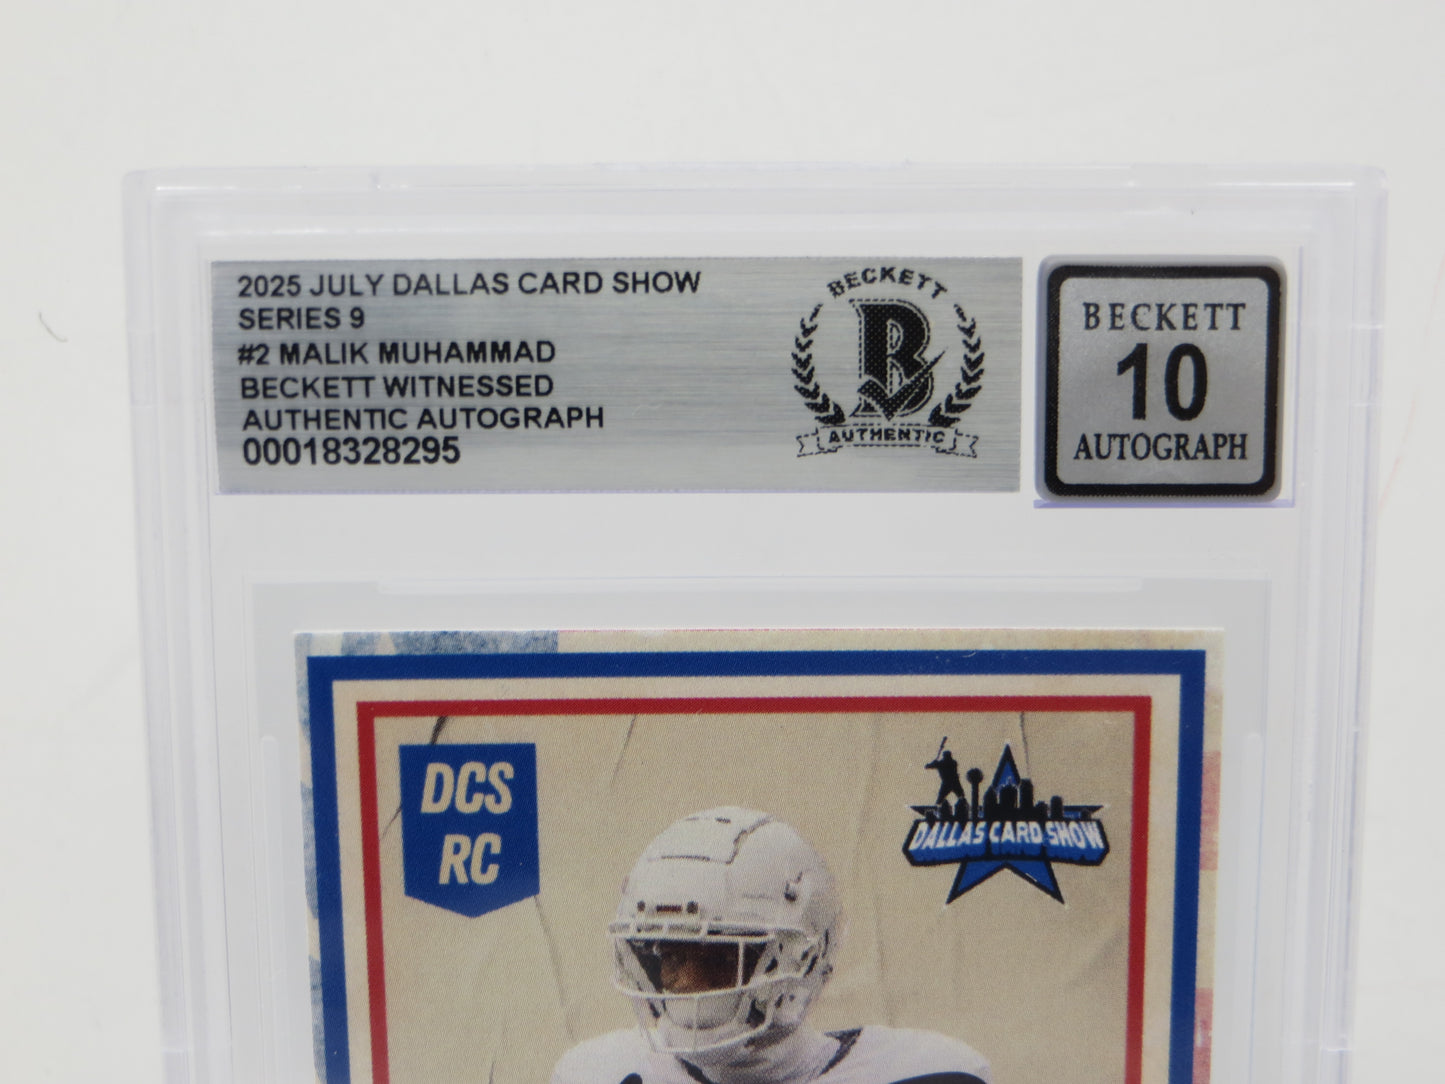 2025 JULY DALLAS CARD SHOW
SERIES 9
#2 MALIK MUHAMMAD
BECKETT WITNESSED
AUTHENTIC AUTOGRAPH
00018328295
BECKETT
B
AUTHENTIC
BECKETT
10
AUTOGRAPH
DCS
RC
DALLAS CARD SHOW